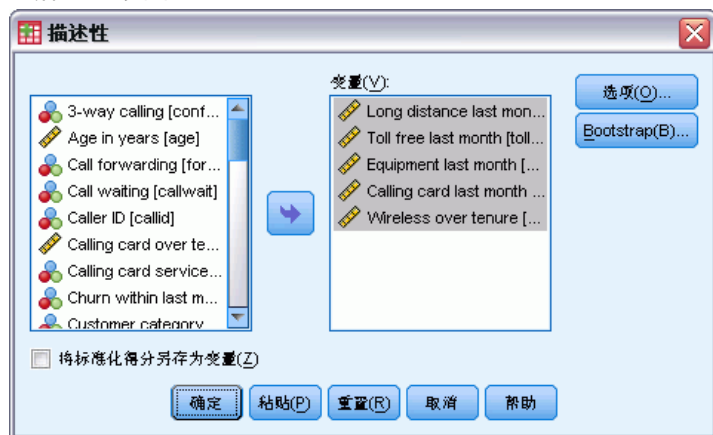 描述性
3-way calling [conf...
Age in years [age]
Call forwarding [for...
Call waiting [callwait]
Caller ID [callid]
Calling card over te...
Calling card service...
Churn within last m...
Customer category
变量(V):
Long distance last mon...
Toll free last month [toll...
Equipment last month [...
Calling card last month ...
Wireless over tenure [...
选项(O)...
Bootstrap(B)...
将标准化得分另存为变量(Z)
确定 粘贴(P) 重置(R) 取消 帮助